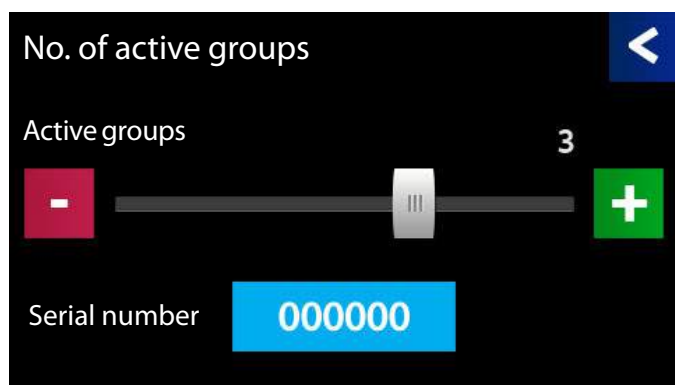 No. of active groups
<
Active groups
3
-
+
Serial number
000000